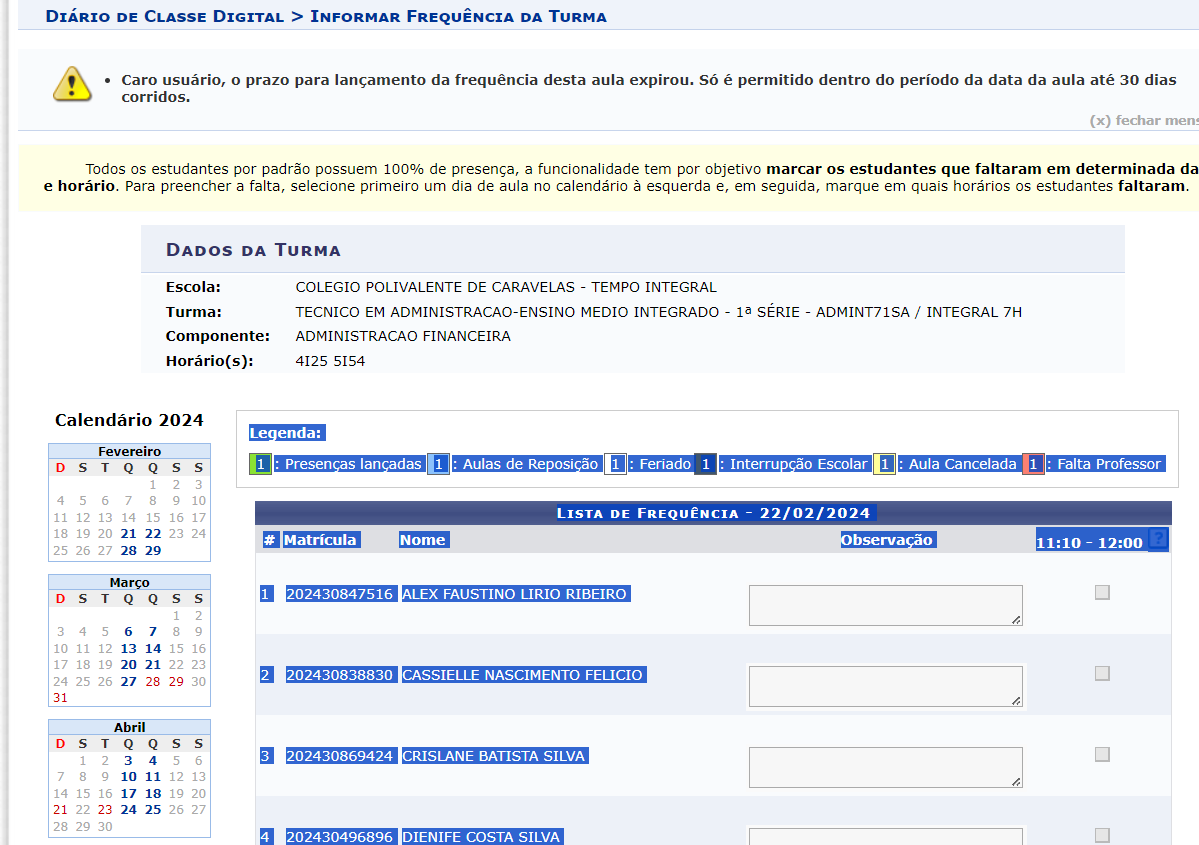 Diário de Classe Digital > Informar Frequência da Turma
• Caro usuário, o prazo para lançamento da frequência desta aula expirou. Só é permitido dentro do período da data da aula até 30 dias
corridos.
(x) fechar mens
Todos os estudantes por padrão possuem 100% de presença, a funcionalidade tem por objetivo marcar os estudantes que faltaram em determinada da
e horário. Para preencher a falta, selecione primeiro um dia de aula no calendário à esquerda e, em seguida, marque em quais horários os estudantes faltaram.
Dados da Turma
Escola: COLEGIO POLIVALENTE DE CARAVELAS - TEMPO INTEGRAL
Turma: TECNICO EM ADMINISTRACAO-ENSINO MEDIO INTEGRADO - 1ª SÉRIE - ADMINT71SA / INTEGRAL 7H
Componente: ADMINISTRACAO FINANCEIRA
Horário(s): 4I25 5I54
Calendário 2024
Fevereiro
D S T Q Q S S
1 2 3
4 5 6 7 8 9 10
11 12 13 14 15 16 17
18 19 20 21 22 23 24
25 26 27 28 29
Março
D S T Q Q S S
1 2
3 4 5 6 7 8 9
10 11 12 13 14 15 16
17 18 19 20 21 22 23
24 25 26 27 28 29 30
31
Abril
D S T Q Q S S
1 2 3 4 5 6
7 8 9 10 11 12 13
14 15 16 17 18 19 20
21 22 23 24 25 26 27
28 29 30
Legenda:
1 : Presenças lançadas 1 : Aulas de Reposição 1 : Feriado 1 : Interrupção Escolar 1 : Aula Cancelada 1 : Falta Professor
Lista de Frequência - 22/02/2024
# Matrícula Nome Observação 11:10 - 12:00 ?
1 202430847516 ALEX FAUSTINO LIRIO RIBEIRO
2 202430838830 CASSIELLE NASCIMENTO FELICIO
3 202430869424 CRISLANE BATISTA SILVA
4 202430496896 DIENIFE COSTA SILVA